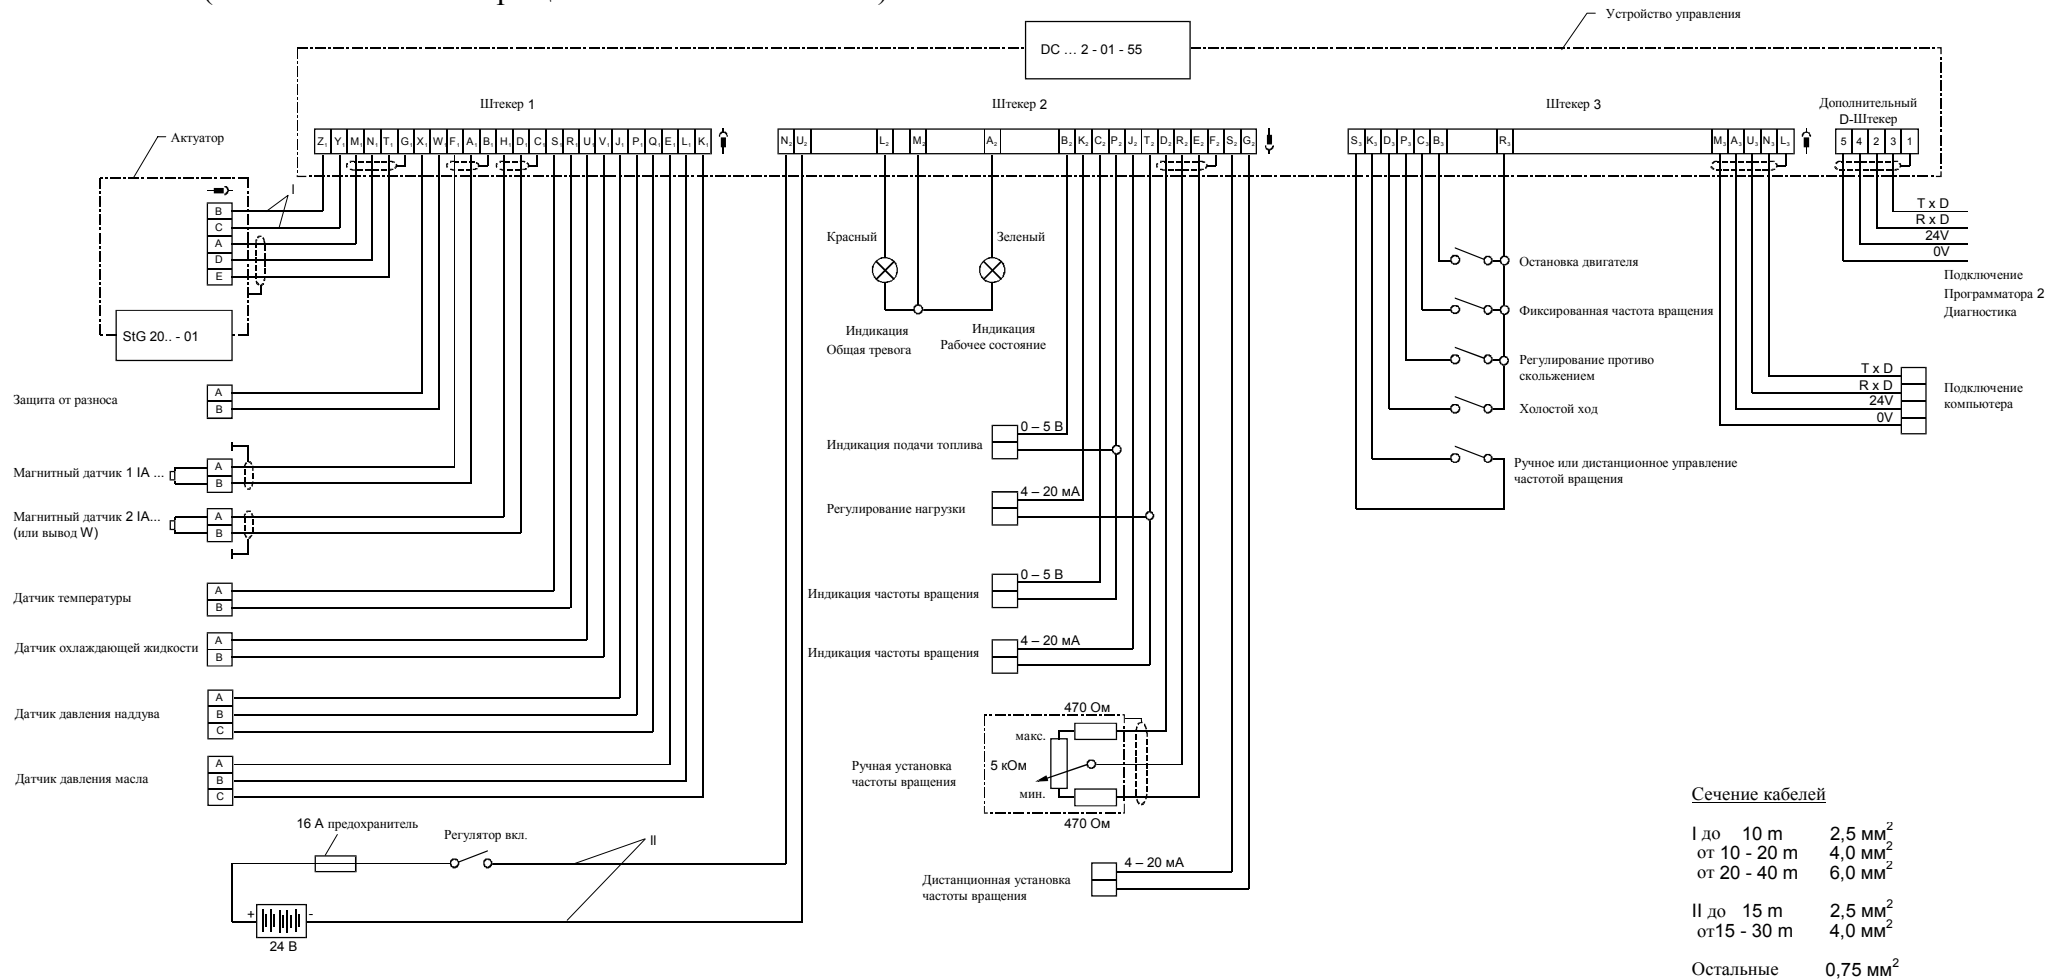 Устройство управления
DC ... 2 - 01 - 55
Штекер 1
Штекер 2
Штекер 3
Дополнительный
D-Штекер
Z₁ Y₁ M₁ N₁ T₁ G₁ X₁ W₁ F₁ A₁ B₁ H₁ D₁ C₁ S₁ R₁ U₁ V₁ J₁ P₁ Q₁ E₁ L₁ K₁
N₂ U₂ L₂ M₂ A₂ B₂ K₂ C₂ P₂ J₂ T₂ D₂ R₂ E₂ F₂ S₂ G₂
S₃ K₃ D₃ P₃ C₃ B₃ R₃ M₃ A₃ U₃ N₃ L₃
5 4 2 3 1
Актуатор
I
B
C
A
D
E
StG 20.. - 01
Защита от разноса
A
B
Магнитный датчик 1 IA ...
A
B
Магнитный датчик 2 IA...
(или вывод W)
A
B
Датчик температуры
A
B
Датчик охлаждающей жидкости
A
B
Датчик давления наддува
A
B
C
Датчик давления масла
A
B
C
16 А предохранитель
Регулятор вкл.
II
+
-
24 В
Красный
Зеленый
Индикация
Общая тревога
Индикация
Рабочее состояние
Индикация подачи топлива
0 – 5 В
Регулирование нагрузки
4 – 20 мА
Индикация частоты вращения
0 – 5 В
Индикация частоты вращения
4 – 20 мА
470 Ом
макс.
5 кОм
мин.
470 Ом
Ручная установка
частоты вращения
4 – 20 мА
Дистанционная установка
частоты вращения
Остановка двигателя
Фиксированная частота вращения
Регулирование противо
скольжением
Холостой ход
Ручное или дистанционное управление
частотой вращения
T x D
R x D
24V
0V
Подключение
Программатора 2
Диагностика
T x D
R x D
24V
0V
Подключение
компьютера
Сечение кабелей
I до 10 m 2,5 мм²
от 10 - 20 m 4,0 мм²
от 20 - 40 m 6,0 мм²
II до 15 m 2,5 мм²
от15 - 30 m 4,0 мм²
Остальные 0,75 мм²